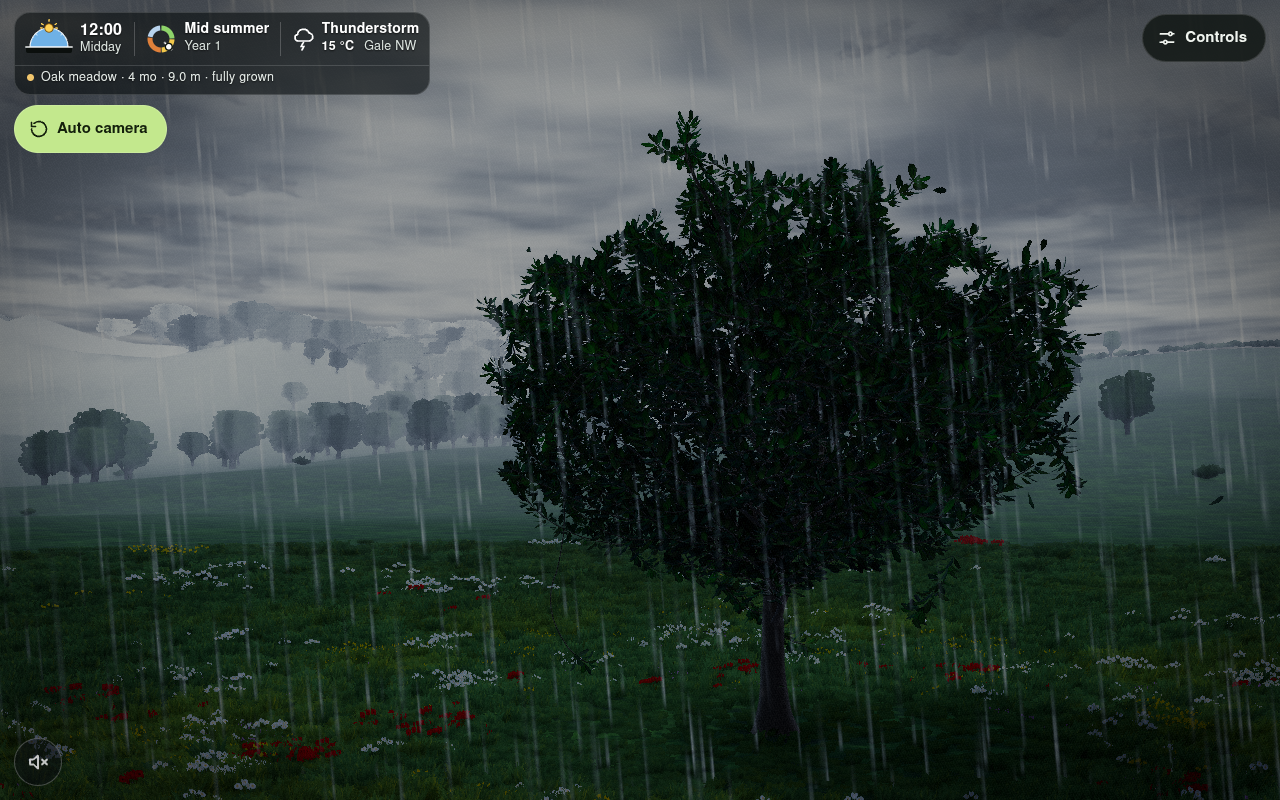 12:00
Midday
Mid summer
Year 1
Thunderstorm
15 °C Gale NW
Oak meadow · 4 mo · 9.0 m · fully grown
Auto camera
Controls